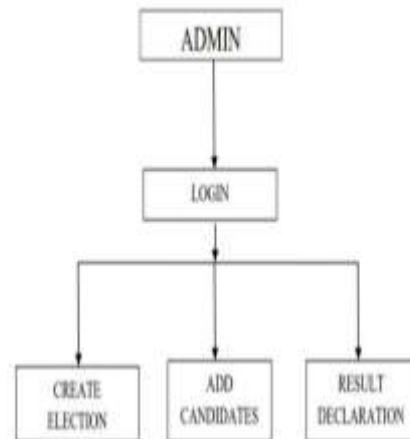 ADMIN
LOGIN
CREATE
ELECTION
ADD
CANDIDATES
RESULT
DECLARATION